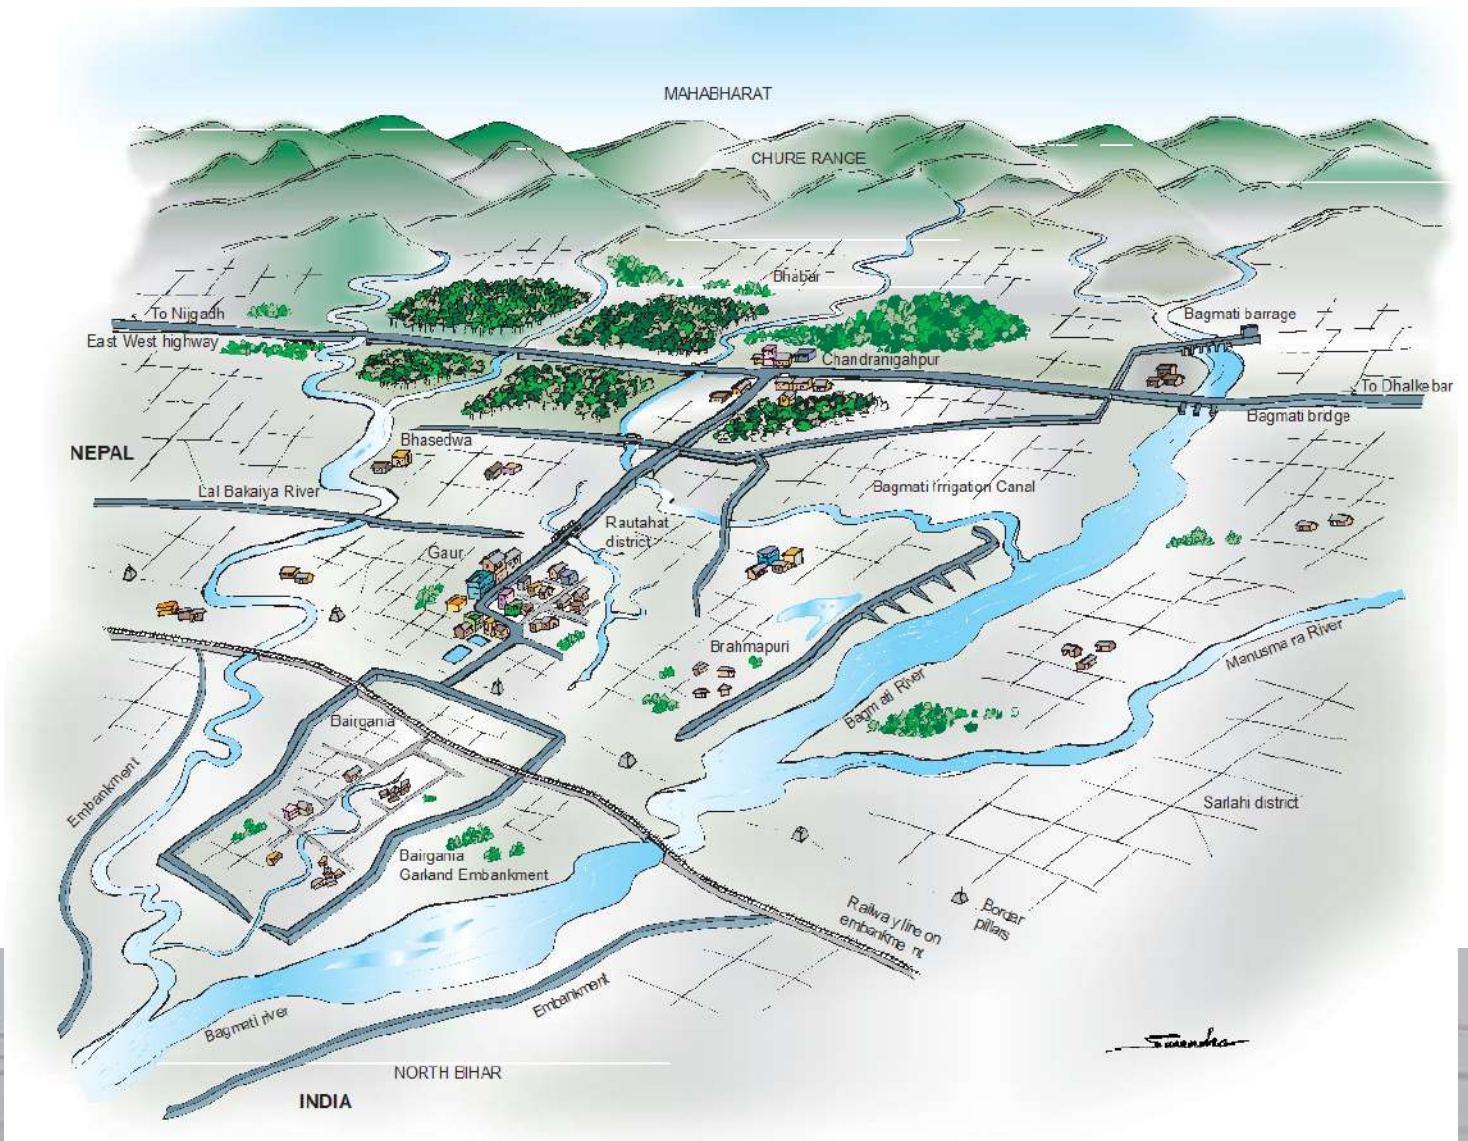 MAHABHARAT
CHURE RANGE
Bhabar
To Nijgadh
East West highway
Bagmati barrage
Chandranigahpur
To Dhalkebar
Bagmati bridge
Bhasedwa
NEPAL
Lal Bakaiya River
Bagmati Irrigation Canal
Rautahat
district
Gaur
Brahmapuri
Manusmara River
Bagmati River
Bairgania
Embankment
Sarlahi district
Bairgania
Garland Embankment
Railway line on
embankment
Border
pillars
Embankment
Bagmati river
NORTH BIHAR
INDIA